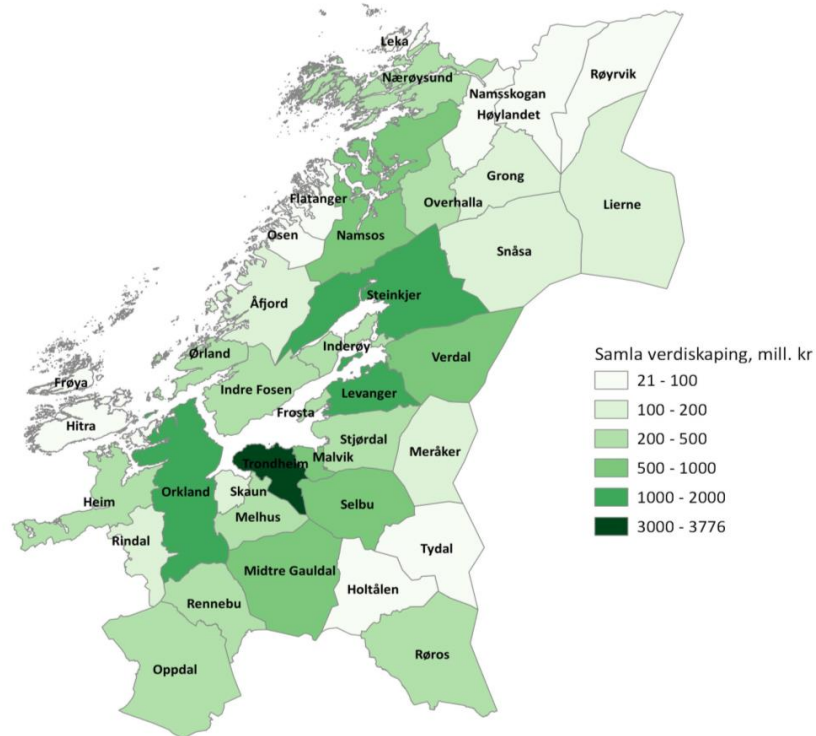 Leka
Nærøysund
Namsskogan
Røyrvik
Høylandet
Grong
Flatanger
Overhalla
Lierne
Osen
Namsos
Snåsa
Åfjord
Steinkjer
Inderøy
Ørland
Verdal
Samla verdiskaping, mill. kr
21 - 100
100 - 200
200 - 500
500 - 1000
1000 - 2000
3000 - 3776
Frøya
Indre Fosen
Levanger
Hitra
Frosta
Stjørdal
Meråker
Trondheim
Malvik
Orkland
Skaun
Heim
Selbu
Melhus
Rindal
Tydal
Midtre Gauldal
Holtålen
Rennebu
Røros
Oppdal